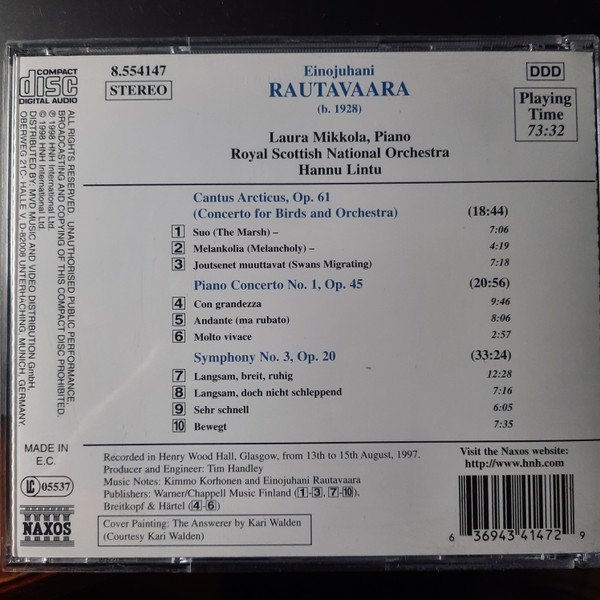 COMPACT
disc
DIGITAL AUDIO
8.554147
STEREO
Einojuhani
RAUTAVAARA
(b. 1928)
DDD
Playing
Time
73:32
Laura Mikkola, Piano
Royal Scottish National Orchestra
Hannu Lintu
Cantus Arcticus, Op. 61
(Concerto for Birds and Orchestra) (18:44)
1 Suo (The Marsh) – 7:06
2 Melankolia (Melancholy) – 4:19
3 Joutsenet muuttavat (Swans Migrating) 7:18
Piano Concerto No. 1, Op. 45 (20:56)
4 Con grandezza 9:46
5 Andante (ma rubato) 8:06
6 Molto vivace 2:57
Symphony No. 3, Op. 20 (33:24)
7 Langsam, breit, ruhig 12:28
8 Langsam, doch nicht schleppend 7:16
9 Sehr schnell 6:05
10 Bewegt 7:35
Recorded in Henry Wood Hall, Glasgow, from 13th to 15th August, 1997.
Producer and Engineer: Tim Handley
Music Notes: Kimmo Korhonen and Einojuhani Rautavaara
Publishers: Warner/Chappell Music Finland (1-3, 7-10),
Breitkopf & Härtel (4-6)
Cover Painting: The Answerer by Kari Walden
(Courtesy Kari Walden)
Visit the Naxos website:
http://www.hnh.com
6 36943 41472 9
ALL RIGHTS RESERVED. UNAUTHORISED PUBLIC PERFORMANCE,
BROADCASTING AND COPYING OF THIS COMPACT DISC PROHIBITED.
℗ 1998 HNH International Ltd.
© 1998 HNH International Ltd.
DISTRIBUTED BY: MVD MUSIC AND VIDEO DISTRIBUTION GmbH,
OBERWEG 21C- HALLE V, D-82008 UNTERHACHING, MUNICH, GERMANY.
MADE IN
E.C.
LC 05537
NAXOS